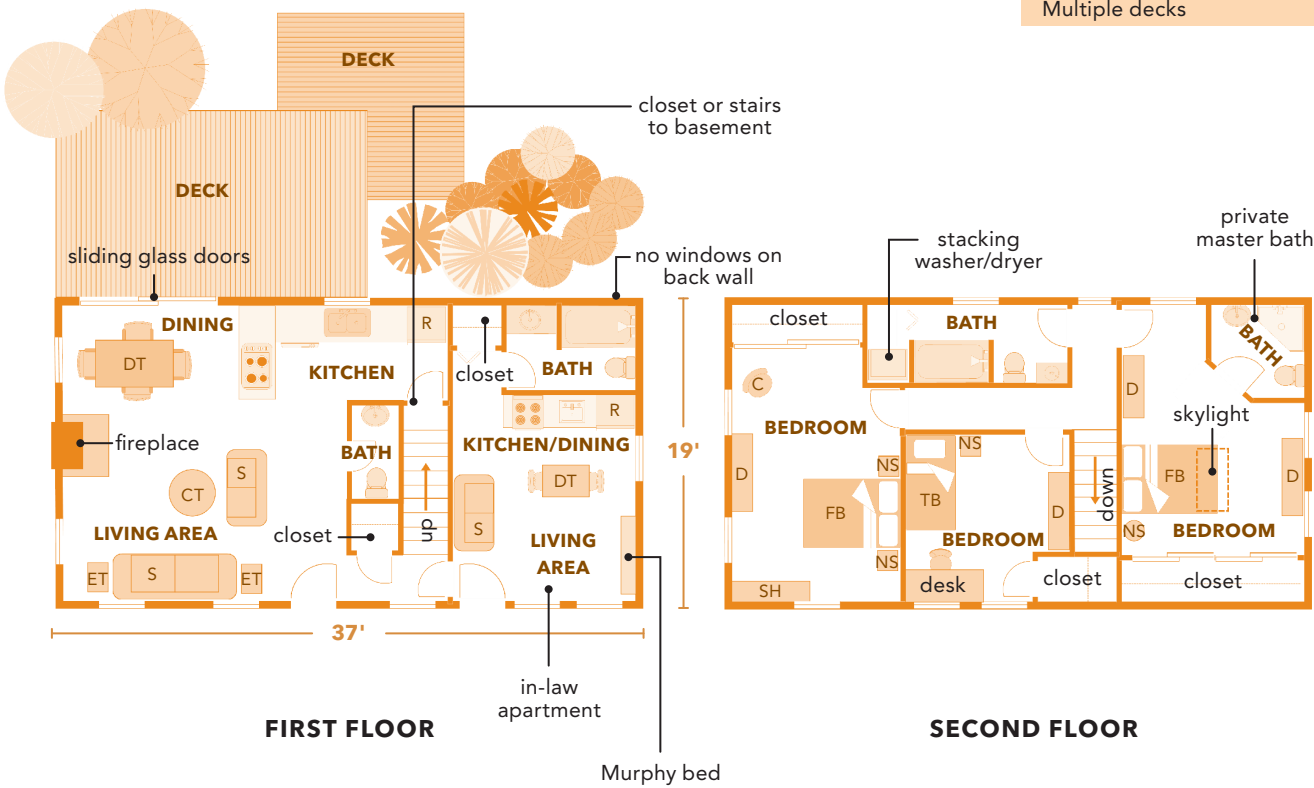 Multiple decks
DECK
closet or stairs
to basement
DECK
sliding glass doors
no windows on
back wall
DINING
DT
R
KITCHEN
closet
BATH
fireplace
BATH
R
KITCHEN/DINING
S
CT
DT
S
up
closet
LIVING AREA
LIVING
AREA
ET
S
ET
19'
37'
in-law
apartment
FIRST FLOOR
Murphy bed
stacking
washer/dryer
private
master bath
closet
BATH
BATH
C
D
skylight
BEDROOM
NS
NS
D
FB
TB
D
down
FB
D
NS
BEDROOM
BEDROOM
NS
SH
desk
closet
closet
SECOND FLOOR